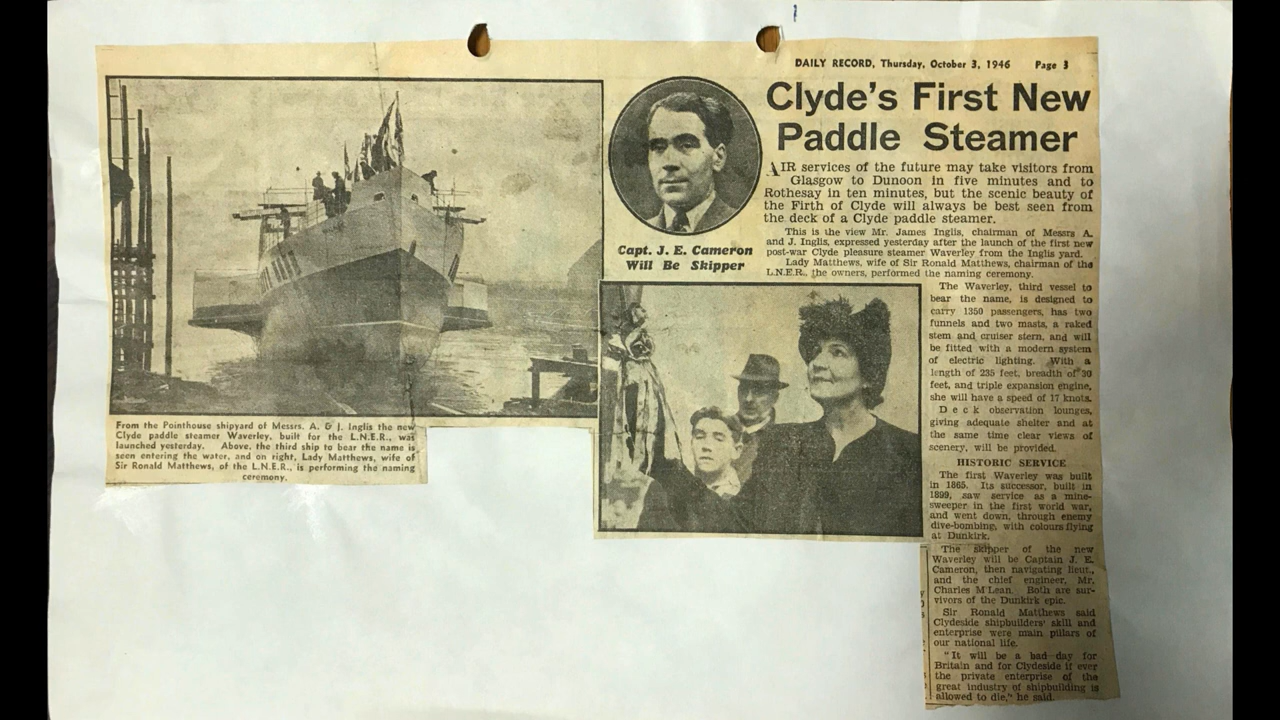 DAILY RECORD, Thursday, October 3, 1946 Page 3
Clyde's First New
Paddle Steamer
AIR services of the future may take visitors from
Glasgow to Dunoon in five minutes and to
Rothesay in ten minutes, but the scenic beauty of
the Firth of Clyde will always be best seen from
the deck of a Clyde paddle steamer.
This is the view Mr. James Inglis, chairman of Messrs A.
and J. Inglis, expressed yesterday after the launch of the first new
post-war Clyde pleasure steamer Waverley from the Inglis yard.
Lady Matthews, wife of Sir Ronald Matthews, chairman of the
L.N.E.R., the owners, performed the naming ceremony.
The Waverley, third vessel to
bear the name, is designed to
carry 1350 passengers, has two
funnels and two masts, a raked
stem and cruiser stern, and will
be fitted with a modern system
of electric lighting. With a
length of 235 feet, breadth of 30
feet, and triple expansion engine,
she will have a speed of 17 knots.
Deck observation lounges,
giving adequate shelter and at
the same time clear views of
scenery, will be provided.
HISTORIC SERVICE
The first Waverley was built
in 1865. Its successor, built in
1899, saw service as a mine-
sweeper in the first world war,
and went down, through enemy
dive-bombing, with colours flying
at Dunkirk.
The skipper of the new
Waverley will be Captain J. E.
Cameron, then navigating lieut.,
and the chief engineer, Mr.
Charles M'Lean. Both are sur-
vivors of the Dunkirk epic.
Sir Ronald Matthews said
Clydeside shipbuilders' skill and
enterprise were main pillars of
our national life.
"It will be a bad day for
Britain and for Clydeside if ever
the private enterprise of the
great industry of shipbuilding is
allowed to die," he said.
Capt. J. E. Cameron
Will Be Skipper
From the Pointhouse shipyard of Messrs. A. & J. Inglis the new
Clyde paddle steamer Waverley, built for the L.N.E.R., was
launched yesterday. Above, the third ship to bear the name is
seen entering the water, and on right, Lady Matthews, wife of
Sir Ronald Matthews, of the L.N.E.R., is performing the naming
ceremony.